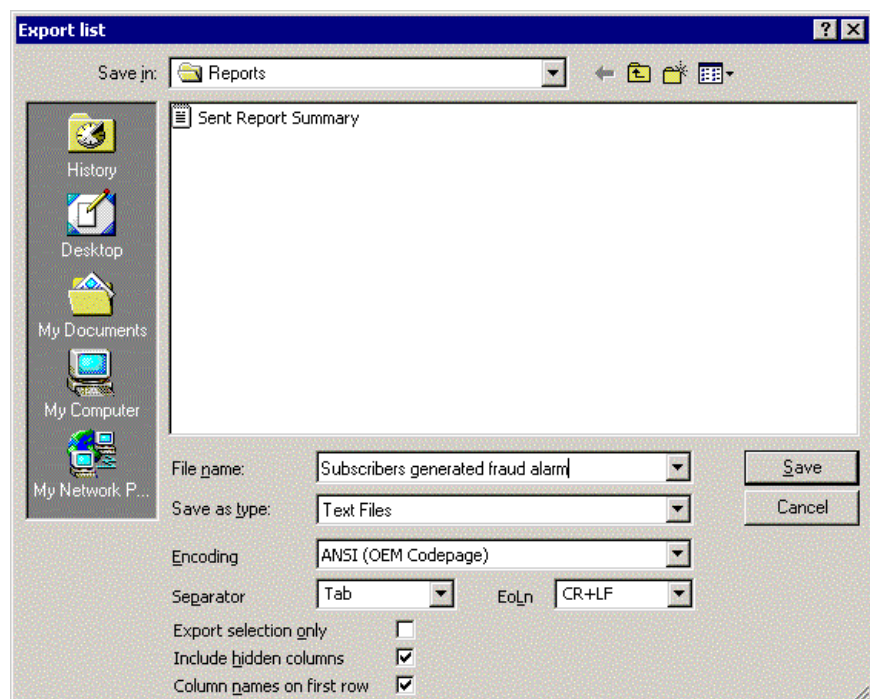 Export list
Save in: Reports
Sent Report Summary
History
Desktop
My Documents
My Computer
My Network P...
File name: Subscribers generated fraud alarm Save
Save as type: Text Files Cancel
Encoding ANSI (OEM Codepage)
Separator Tab EoLn CR+LF
Export selection only
Include hidden columns
Column names on first row